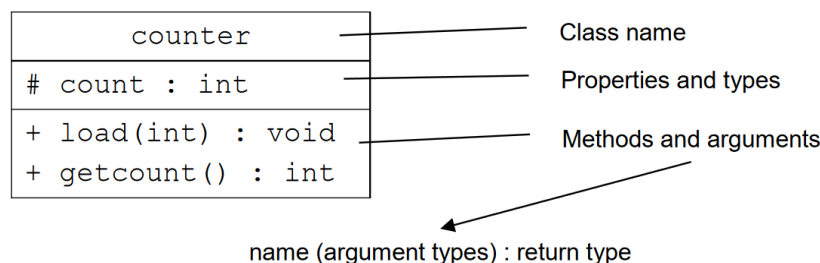 counter
Class name
# count : int
Properties and types
+ load(int) : void
Methods and arguments
+ getcount() : int
name (argument types) : return type